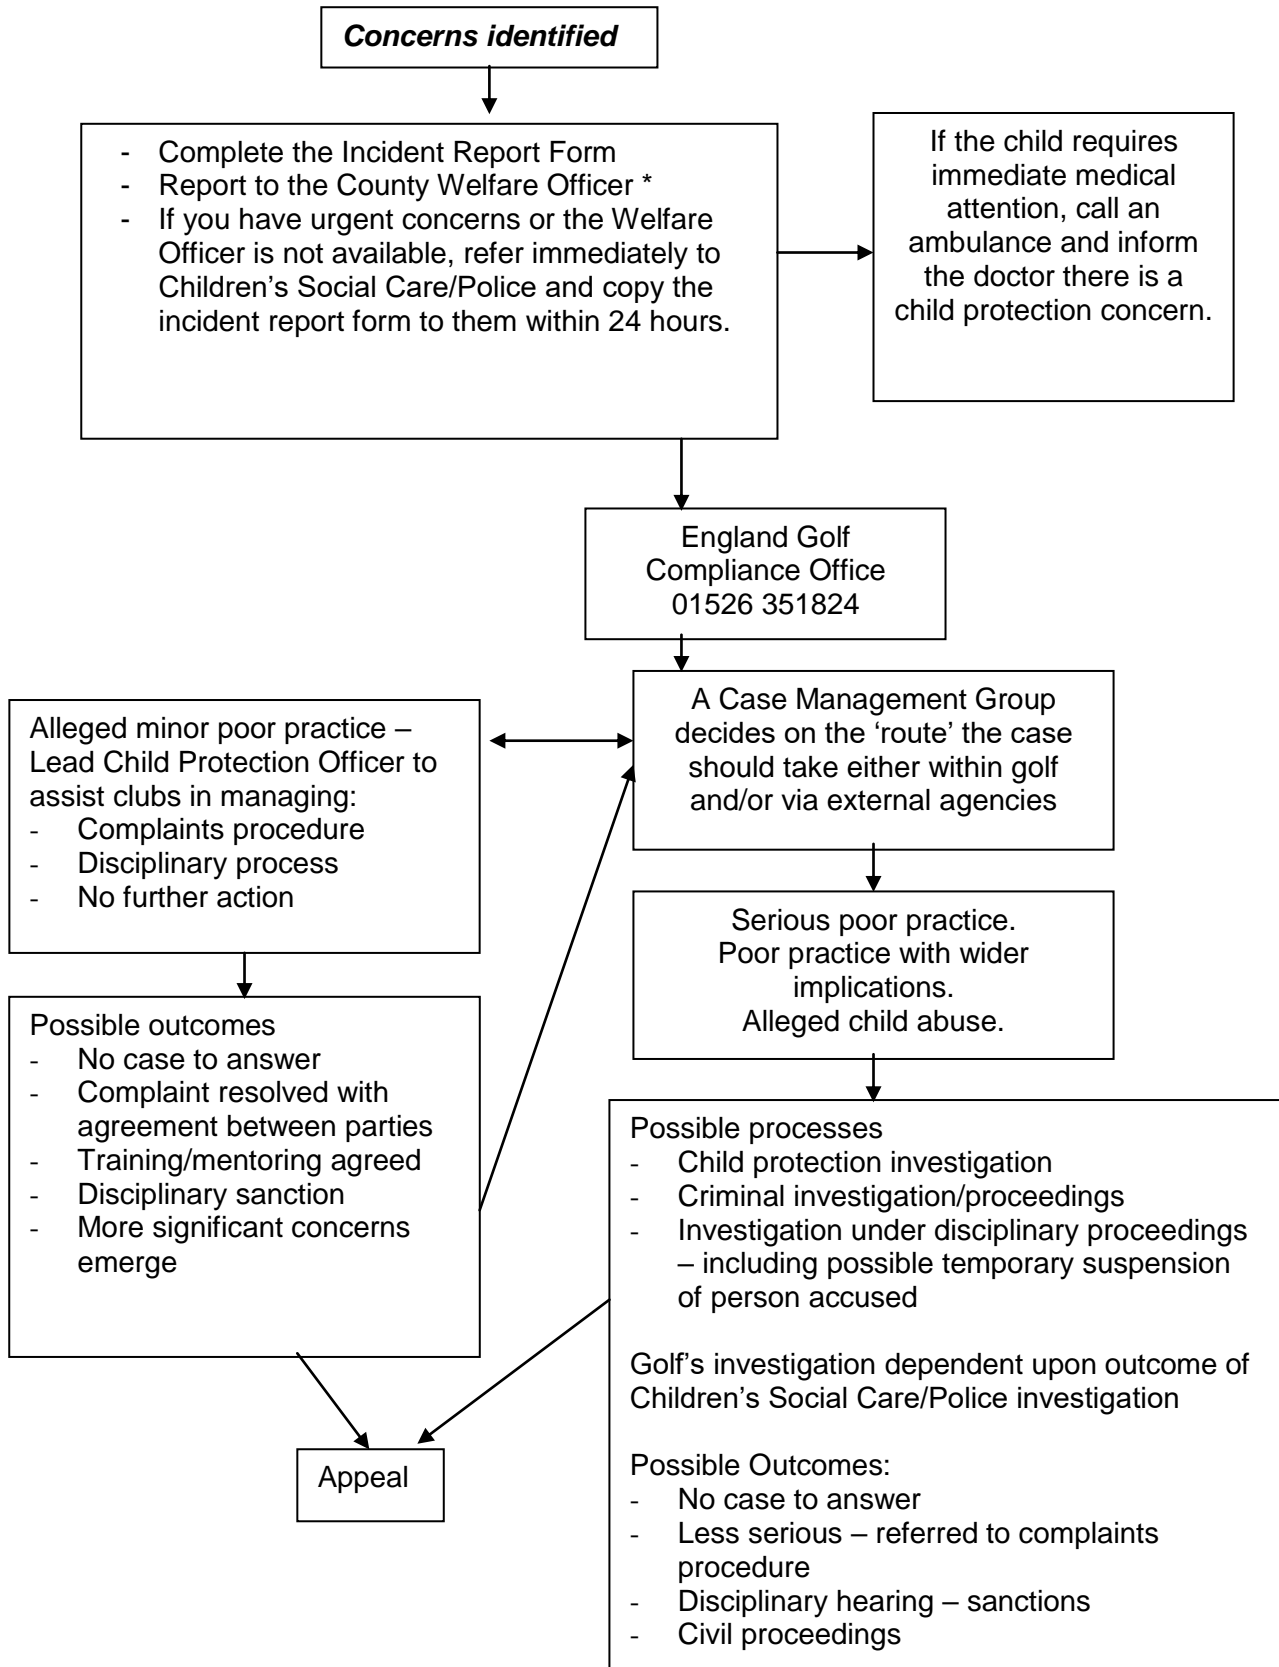 Concerns identified
- Complete the Incident Report Form
- Report to the County Welfare Officer *
- If you have urgent concerns or the Welfare
Officer is not available, refer immediately to
Children’s Social Care/Police and copy the
incident report form to them within 24 hours.
If the child requires
immediate medical
attention, call an
ambulance and inform
the doctor there is a
child protection concern.
England Golf
Compliance Office
01526 351824
A Case Management Group
decides on the ‘route’ the case
should take either within golf
and/or via external agencies
Alleged minor poor practice –
Lead Child Protection Officer to
assist clubs in managing:
- Complaints procedure
- Disciplinary process
- No further action
Serious poor practice.
Poor practice with wider
implications.
Alleged child abuse.
Possible outcomes
- No case to answer
- Complaint resolved with
agreement between parties
- Training/mentoring agreed
- Disciplinary sanction
- More significant concerns
emerge
Possible processes
- Child protection investigation
- Criminal investigation/proceedings
- Investigation under disciplinary proceedings
– including possible temporary suspension
of person accused
Golf’s investigation dependent upon outcome of
Children’s Social Care/Police investigation
Possible Outcomes:
- No case to answer
- Less serious – referred to complaints
procedure
- Disciplinary hearing – sanctions
- Civil proceedings
Appeal